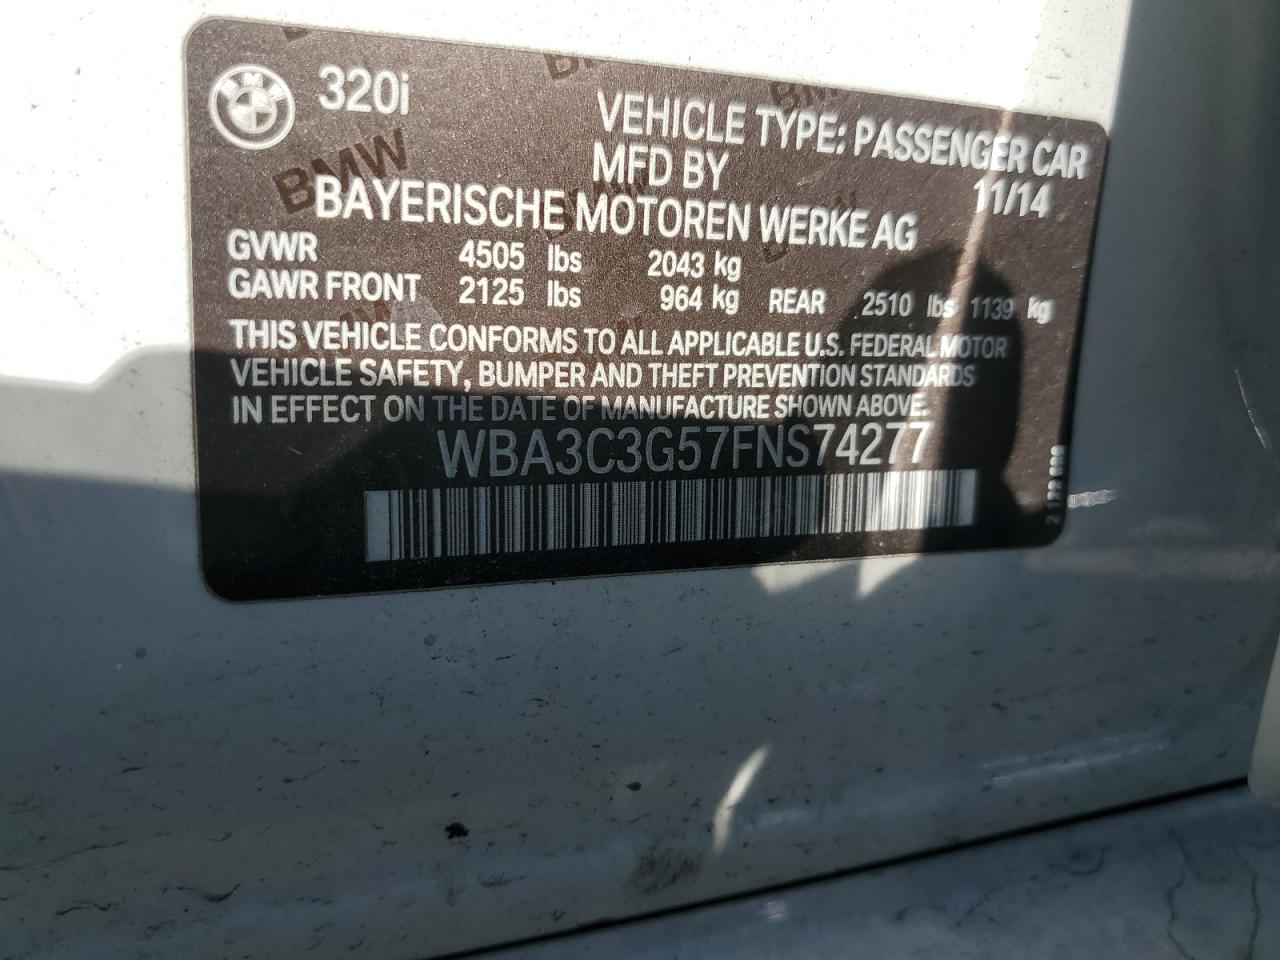 BMW
320i
VEHICLE TYPE: PASSENGER CAR
MFD BY 11/14
BAYERISCHE MOTOREN WERKE AG
GVWR 4505 lbs 2043 kg
GAWR FRONT 2125 lbs 964 kg REAR 2510 lbs 1139 kg
THIS VEHICLE CONFORMS TO ALL APPLICABLE U.S. FEDERAL MOTOR
VEHICLE SAFETY, BUMPER AND THEFT PREVENTION STANDARDS
IN EFFECT ON THE DATE OF MANUFACTURE SHOWN ABOVE.
WBA3C3G57FNS74277